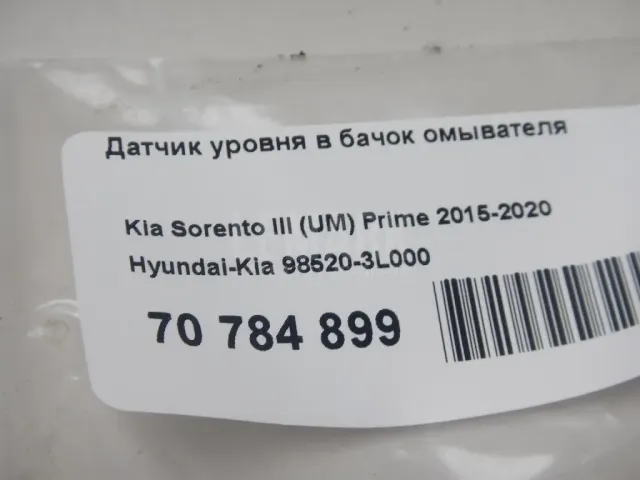 Датчик уровня в бачок омывателя
Kia Sorento III (UM) Prime 2015-2020
Hyundai-Kia 98520-3L000
70 784 899